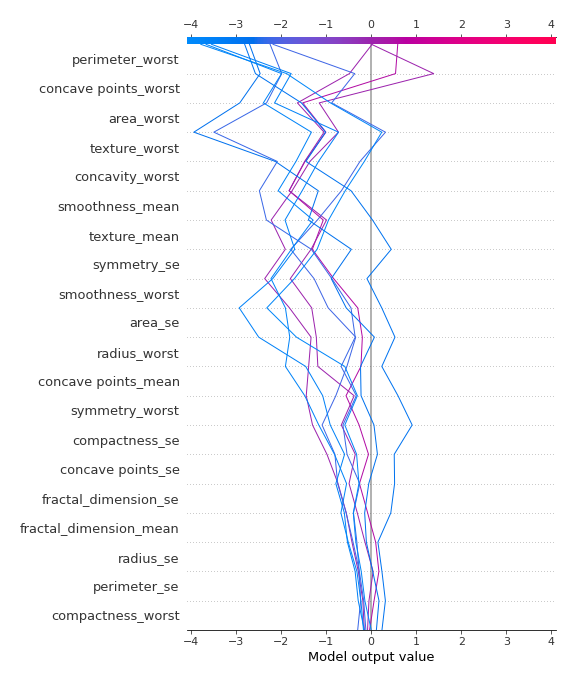 −4 −3 −2 −1 0 1 2 3 4
perimeter_worst
concave points_worst
area_worst
texture_worst
concavity_worst
smoothness_mean
texture_mean
symmetry_se
smoothness_worst
area_se
radius_worst
concave points_mean
symmetry_worst
compactness_se
concave points_se
fractal_dimension_se
fractal_dimension_mean
radius_se
perimeter_se
compactness_worst
−4 −3 −2 −1 0 1 2 3 4
Model output value